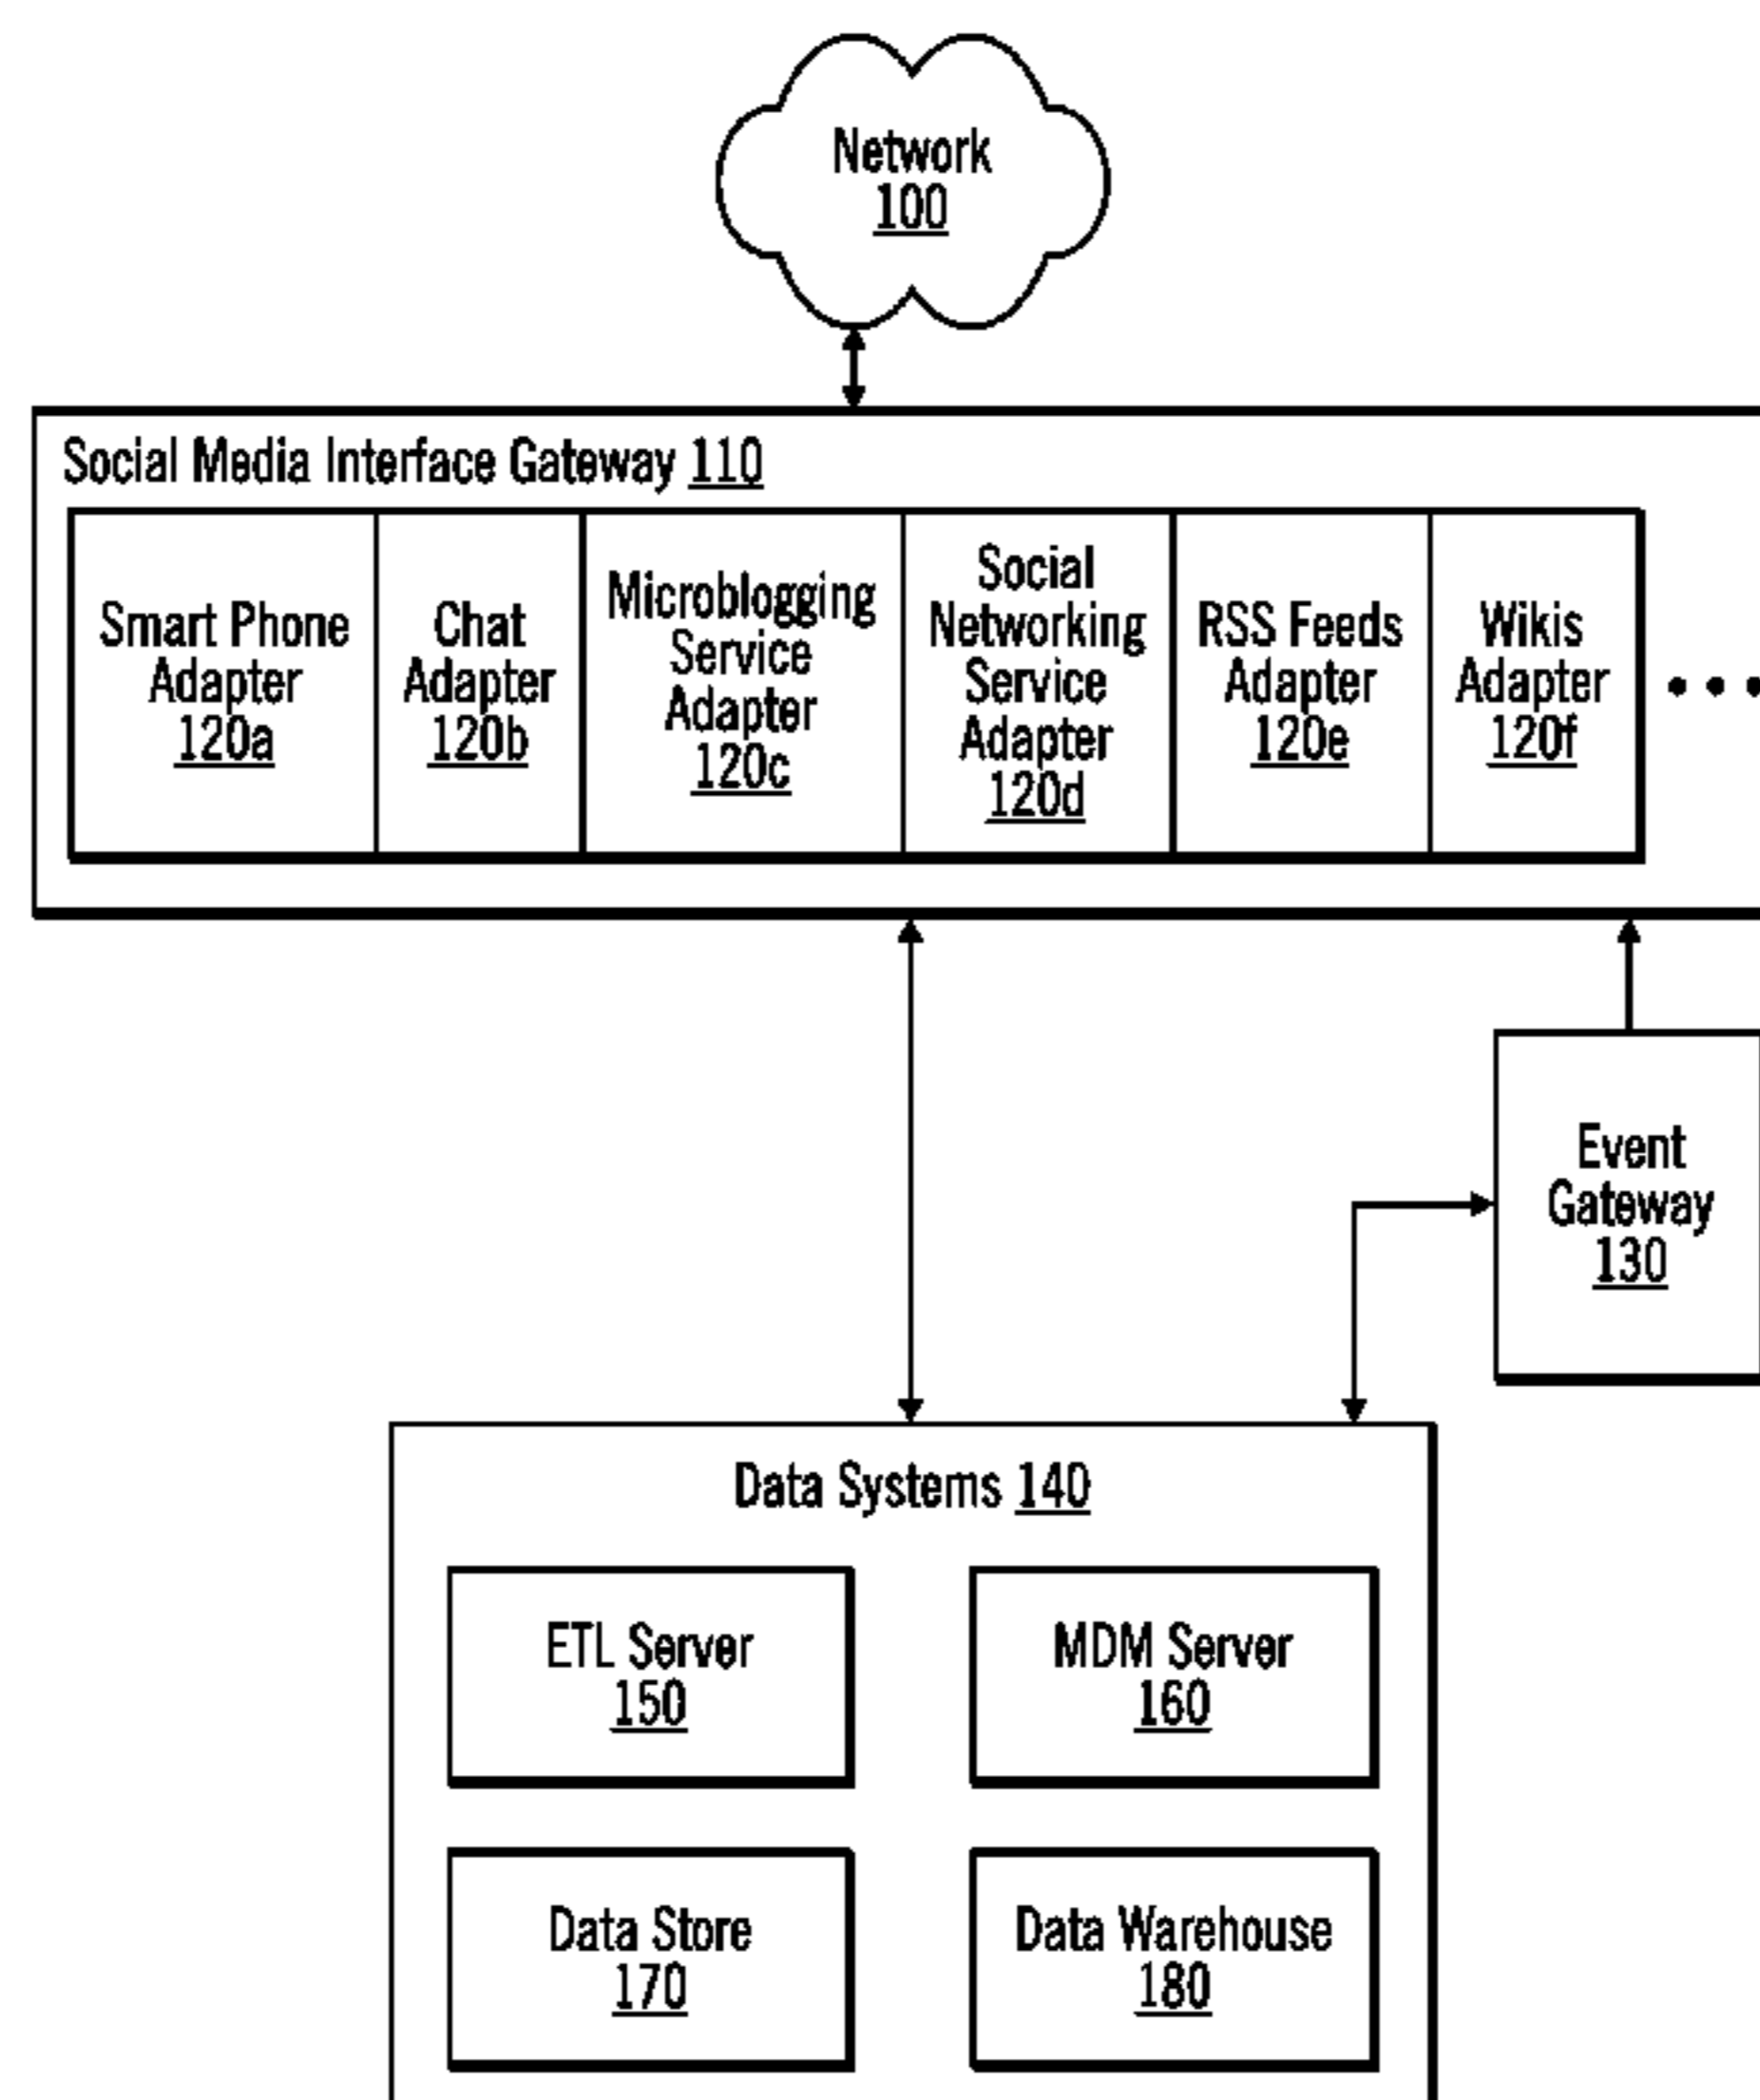 Network
100
Social Media Interface Gateway 110
Smart Phone
Adapter
120a
Chat
Adapter
120b
Microblogging
Service
Adapter
120c
Social
Networking
Service
Adapter
120d
RSS Feeds
Adapter
120e
Wikis
Adapter
120f
Event
Gateway
130
Data Systems 140
ETL Server
150
MDM Server
160
Data Store
170
Data Warehouse
180